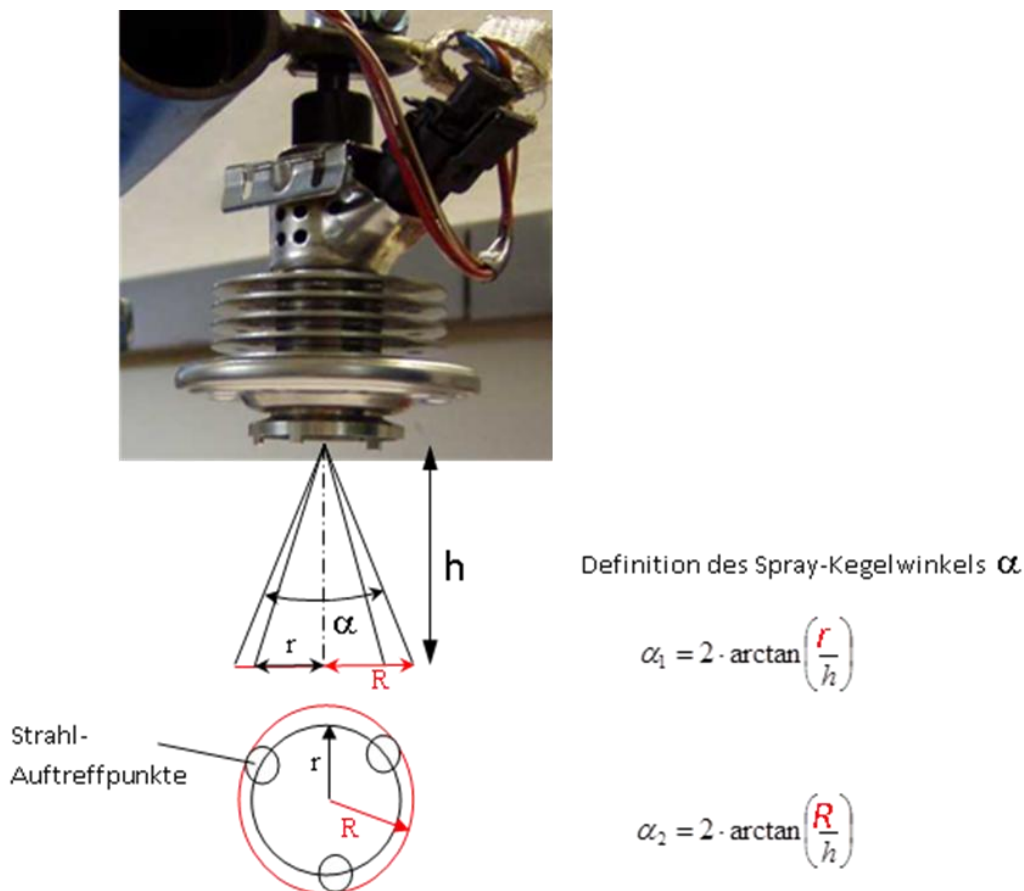 h
Definition des Spray-Kegelwinkels α
α
r
R
α₁ = 2 · arctan(r/h)
Strahl-
Auftreffpunkte
r
R
α₂ = 2 · arctan(R/h)